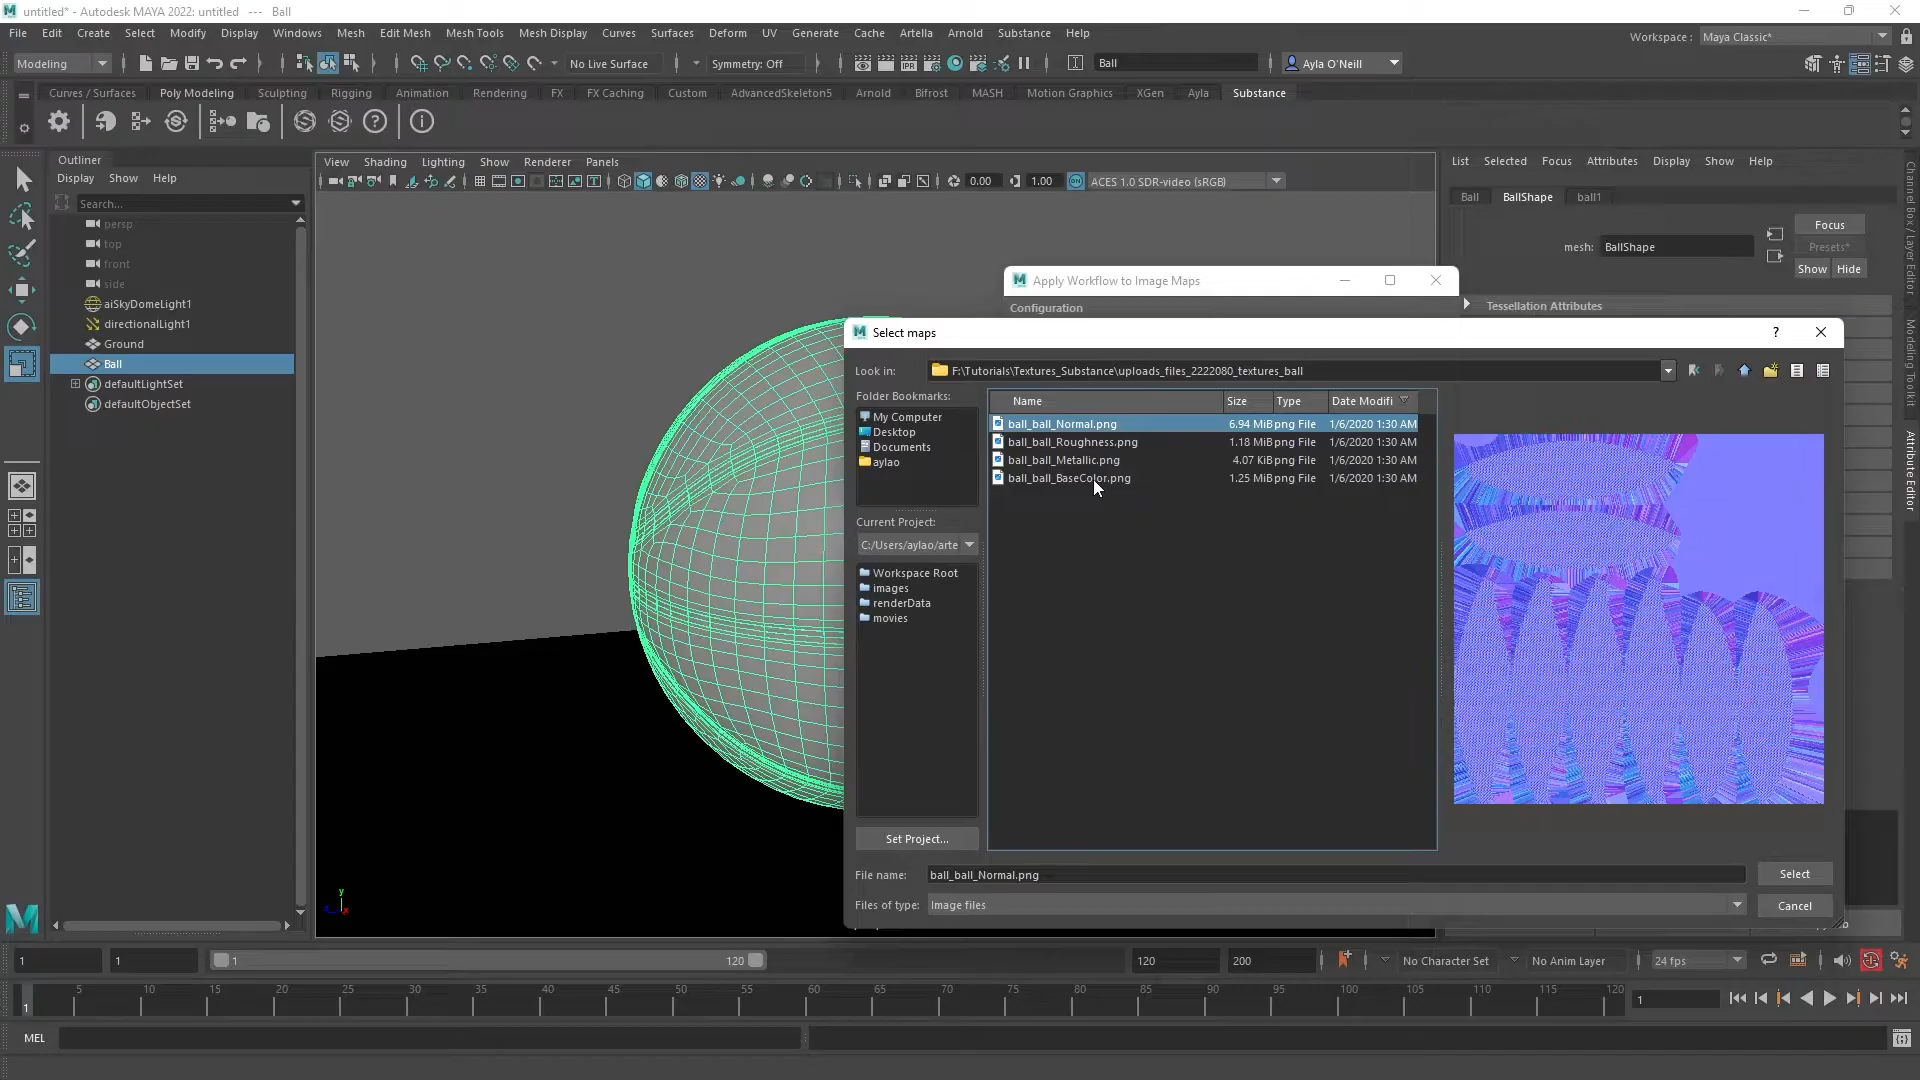 untitled* - Autodesk MAYA 2022: untitled --- Ball
File Edit Create Select Modify Display Windows Mesh Edit Mesh Mesh Tools Mesh Display Curves Surfaces Deform UV Generate Cache Artella Arnold Substance Help
Workspace : Maya Classic*
Modeling
No Live Surface
Symmetry: Off
Ball
Ayla O'Neill
Curves / Surfaces Poly Modeling Sculpting Rigging Animation Rendering FX FX Caching Custom AdvancedSkeleton5 Arnold Bifrost MASH Motion Graphics XGen Ayla Substance
Outliner
Display Show Help
Search...
persp
top
front
side
aiSkyDomeLight1
directionalLight1
Ground
Ball
defaultLightSet
defaultObjectSet
View Shading Lighting Show Renderer Panels
0.00 1.00 ACES 1.0 SDR-video (sRGB)
List Selected Focus Attributes Display Show Help
Ball BallShape ball1
Focus
mesh: BallShape
Presets*
Show Hide
Tessellation Attributes
Channel Box / Layer Editor
Modeling Toolkit
Attribute Editor
Apply Workflow to Image Maps
Configuration
Select maps
?
Look in: F:\Tutorials\Textures_Substance\uploads_files_2222080_textures_ball
Folder Bookmarks:
My Computer
Desktop
Documents
aylao
Current Project:
C:/Users/aylao/arte
Workspace Root
images
renderData
movies
Set Project...
Name Size Type Date Modifi
ball_ball_Normal.png 6.94 MiB png File 1/6/2020 1:30 AM
ball_ball_Roughness.png 1.18 MiB png File 1/6/2020 1:30 AM
ball_ball_Metallic.png 4.07 KiB png File 1/6/2020 1:30 AM
ball_ball_BaseColor.png 1.25 MiB png File 1/6/2020 1:30 AM
File name: ball_ball_Normal.png
Select
Files of type: Image files
Cancel
y
x
1 1 1 120 120 200 No Character Set No Anim Layer 24 fps
5 10 15 20 25 30 35 40 45 50 55 60 65 70 75 80 85 90 95 100 105 110 115 120
1
1
MEL